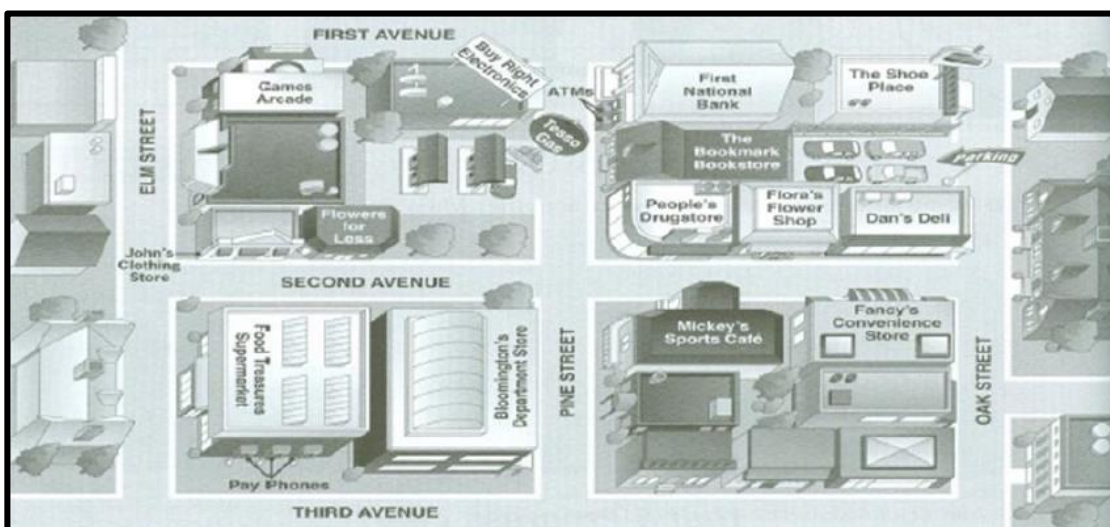 FIRST AVENUE
Games
Arcade
Buy Right
Electronics
ATMs
Tesso
Gas
First
National
Bank
The Shoe
Place
The
Bookmark
Bookstore
Parking
ELM STREET
People's
Drugstore
Flora's
Flower
Shop
Dan's Deli
Flowers
for
Less
John's
Clothing
Store
SECOND AVENUE
Food Treasures
Supermarket
Bloomington's
Department Store
PINE STREET
Mickey's
Sports Café
Fancy's
Convenience
Store
OAK STREET
Pay Phones
THIRD AVENUE